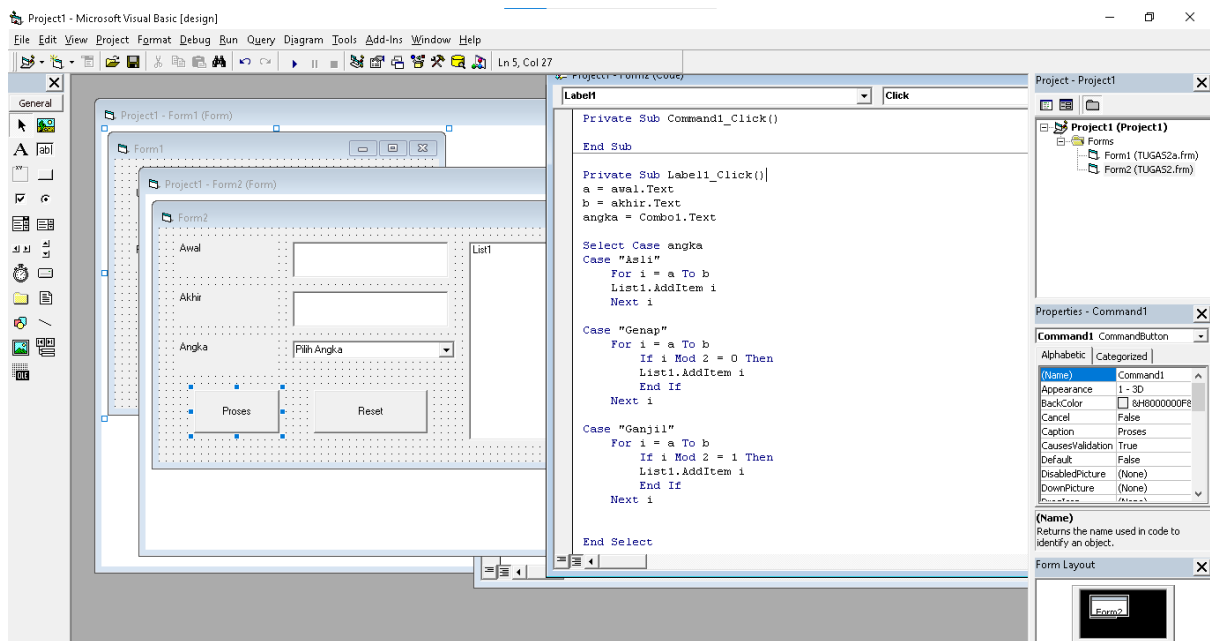 Project1 - Microsoft Visual Basic [design]
File Edit View Project Format Debug Run Query Diagram Tools Add-Ins Window Help
Ln 5, Col 27
General
Project1 - Form1 (Form)
Form1
Project1 - Form2 (Form)
Form2
Awal
Akhir
Angka
Pilih Angka
List1
Proses
Reset
Project1 - Form2 (Code)
Label1
Click
Private Sub Command1_Click()
End Sub
Private Sub Label1_Click()
a = awal.Text
b = akhir.Text
angka = Combo1.Text
Select Case angka
Case "Asli"
For i = a To b
List1.AddItem i
Next i
Case "Genap"
For i = a To b
If i Mod 2 = 0 Then
List1.AddItem i
End If
Next i
Case "Ganjil"
For i = a To b
If i Mod 2 = 1 Then
List1.AddItem i
End If
Next i
End Select
Project - Project1
Project1 (Project1)
Forms
Form1 (TUGAS2a.frm)
Form2 (TUGAS2.frm)
Properties - Command1
Command1 CommandButton
Alphabetic Categorized
(Name) Command1
Appearance 1 - 3D
BackColor &H8000000F&
Cancel False
Caption Proses
CausesValidation True
Default False
DisabledPicture (None)
DownPicture (None)
(Name)
Returns the name used in code to
identify an object.
Form Layout
Form2